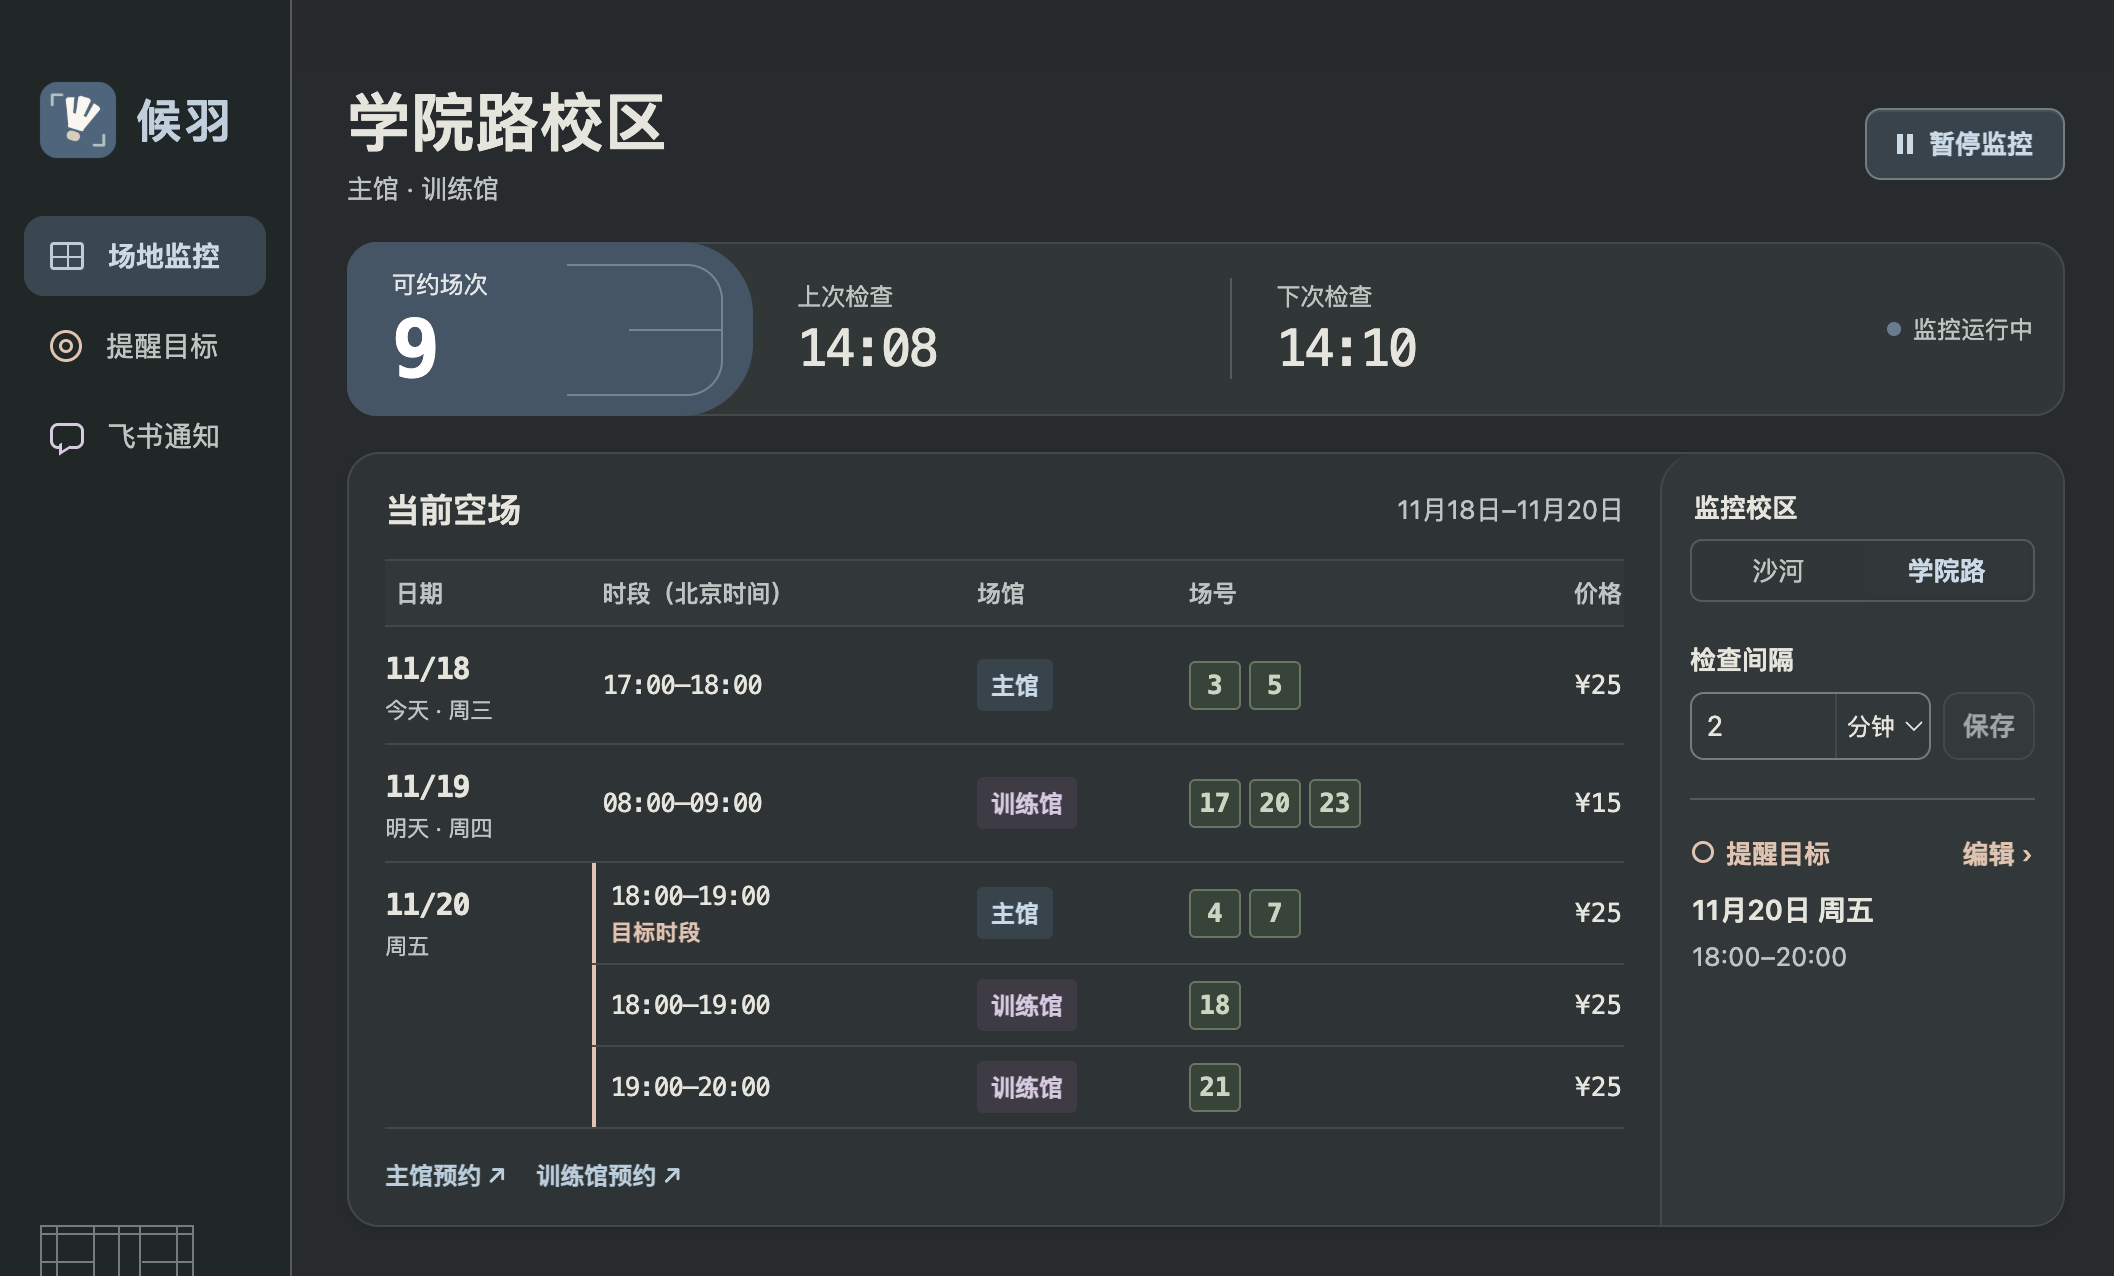 候羽
场地监控
提醒目标
飞书通知
学院路校区
主馆 · 训练馆
暂停监控
可约场次
9
上次检查
14:08
下次检查
14:10
监控运行中
当前空场
11月18日–11月20日
日期 时段（北京时间） 场馆 场号 价格
11/18
今天 · 周三
17:00–18:00 主馆 3 5 ¥25
11/19
明天 · 周四
08:00–09:00 训练馆 17 20 23 ¥15
11/20
周五
18:00–19:00
目标时段
主馆 4 7 ¥25
18:00–19:00 训练馆 18 ¥25
19:00–20:00 训练馆 21 ¥25
主馆预约 ↗ 训练馆预约 ↗
监控校区
沙河 学院路
检查间隔
2 分钟 保存
提醒目标 编辑 ›
11月20日 周五
18:00–20:00